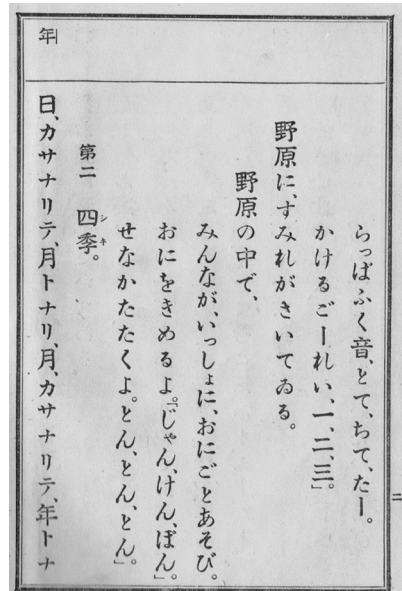 らっぱふく音、とて、ちて、たー。
かけるごーれい、一、二、三」。
野原に、すみれがさいてゐる。
野原の中で、
みんなが、いっしょに、おにごとあそび。
おにをきめるよ。「じゃん、けん、ぽん」。
せなかたたくよ。とん、とん、とん」。
第二 四季。
シキ
日、カサナリテ、月トナリ、月、カサナリテ、年トナ
年
二